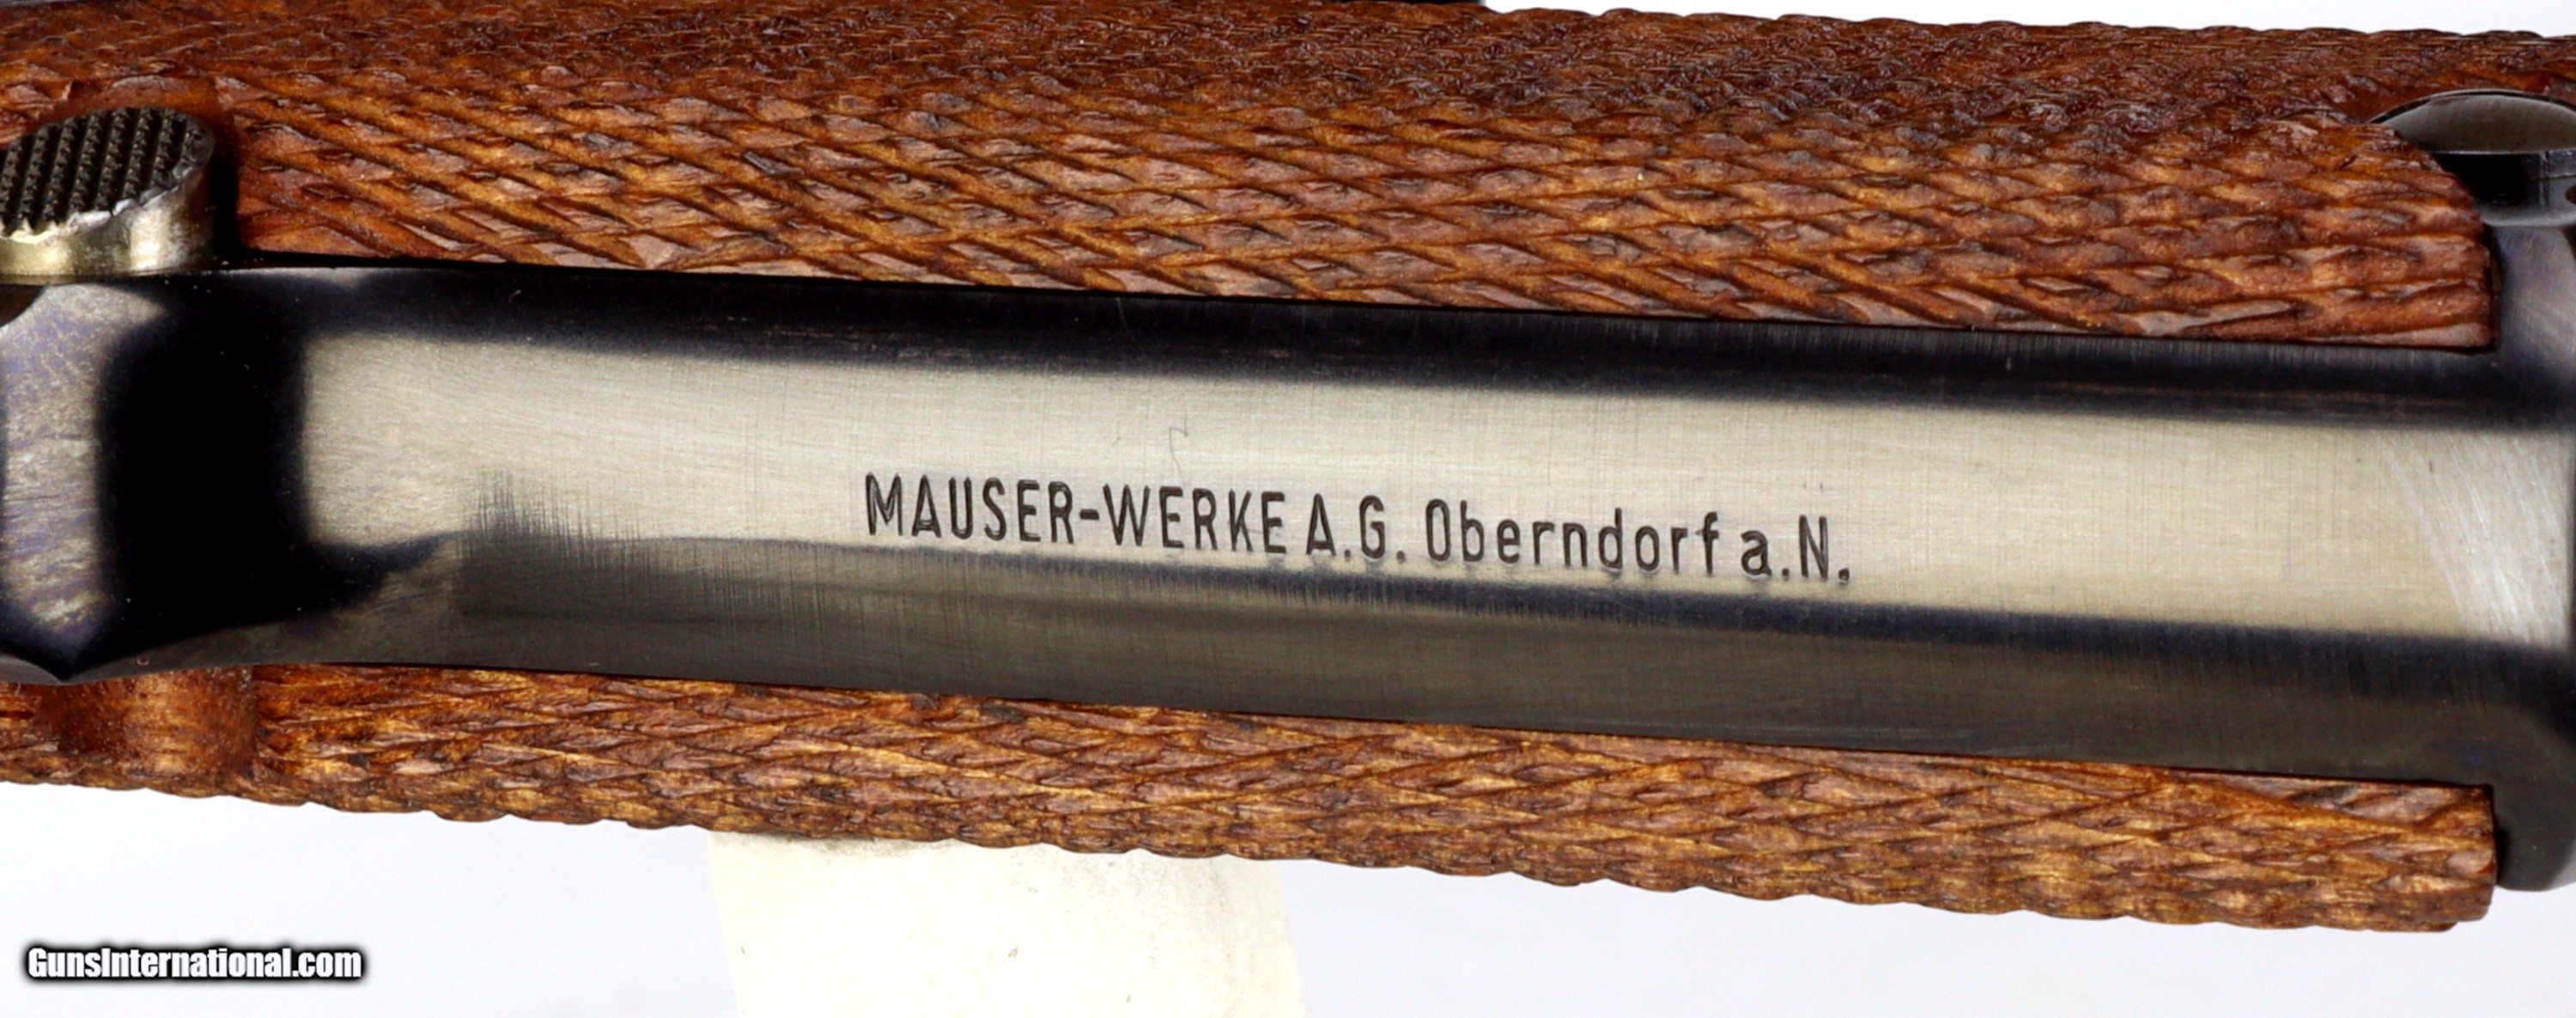 MAUSER-WERKE A.G. Oberndorf a.N.
GunsInternational.com